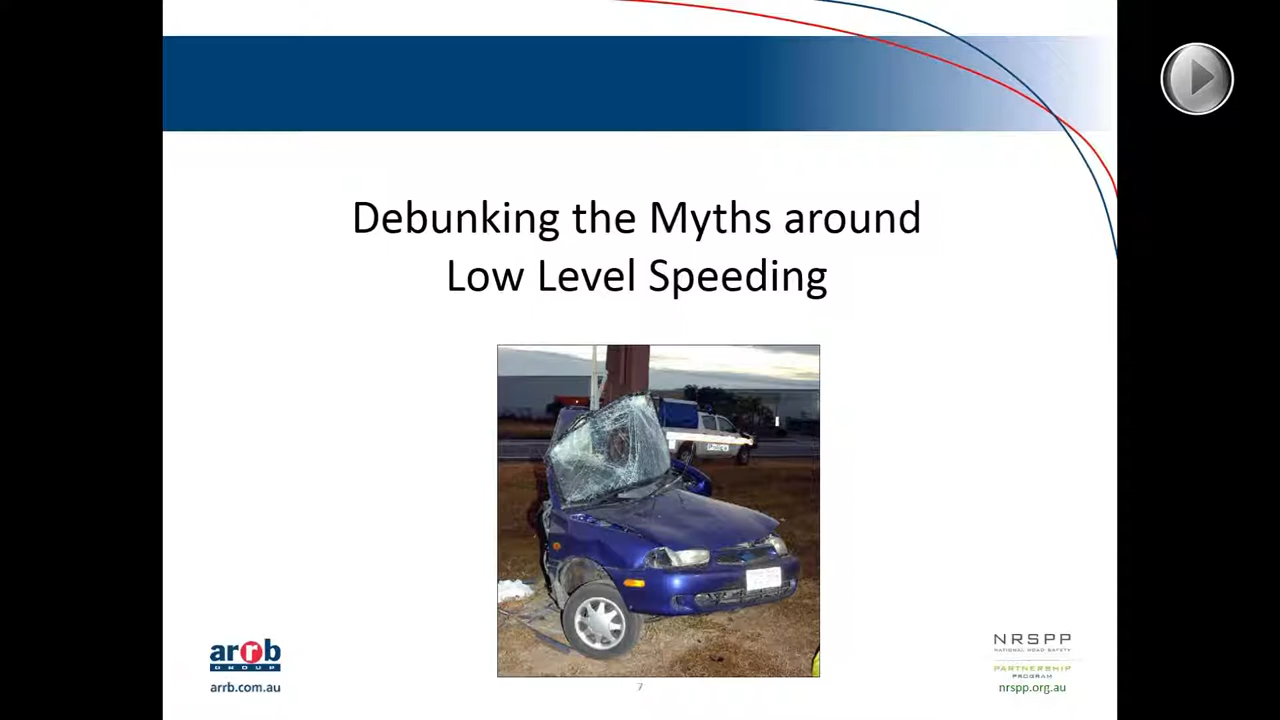 Debunking the Myths around
Low Level Speeding
arrb
GROUP
arrb.com.au
7
NRSPP
NATIONAL ROAD SAFETY
PARTNERSHIP
PROGRAM
nrspp.org.au